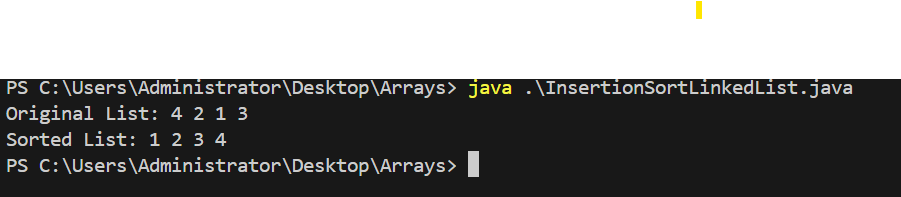 PS C:\Users\Administrator\Desktop\Arrays> java .\InsertionSortLinkedList.java
Original List: 4 2 1 3
Sorted List: 1 2 3 4
PS C:\Users\Administrator\Desktop\Arrays>